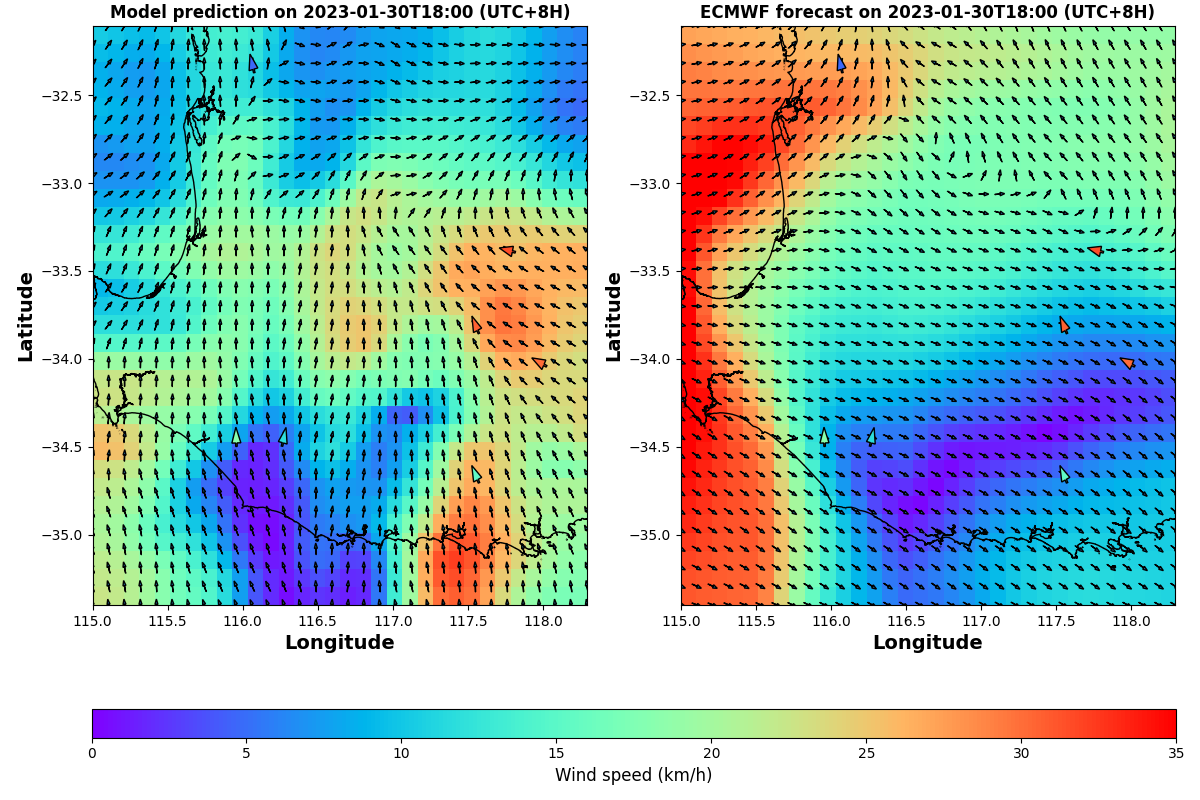 Model prediction on 2023-01-30T18:00 (UTC+8H)
ECMWF forecast on 2023-01-30T18:00 (UTC+8H)
−32.5
−33.0
−33.5
−34.0
−34.5
−35.0
Latitude
115.0 115.5 116.0 116.5 117.0 117.5 118.0
Longitude
−32.5
−33.0
−33.5
−34.0
−34.5
−35.0
Latitude
115.0 115.5 116.0 116.5 117.0 117.5 118.0
Longitude
0 5 10 15 20 25 30 35
Wind speed (km/h)